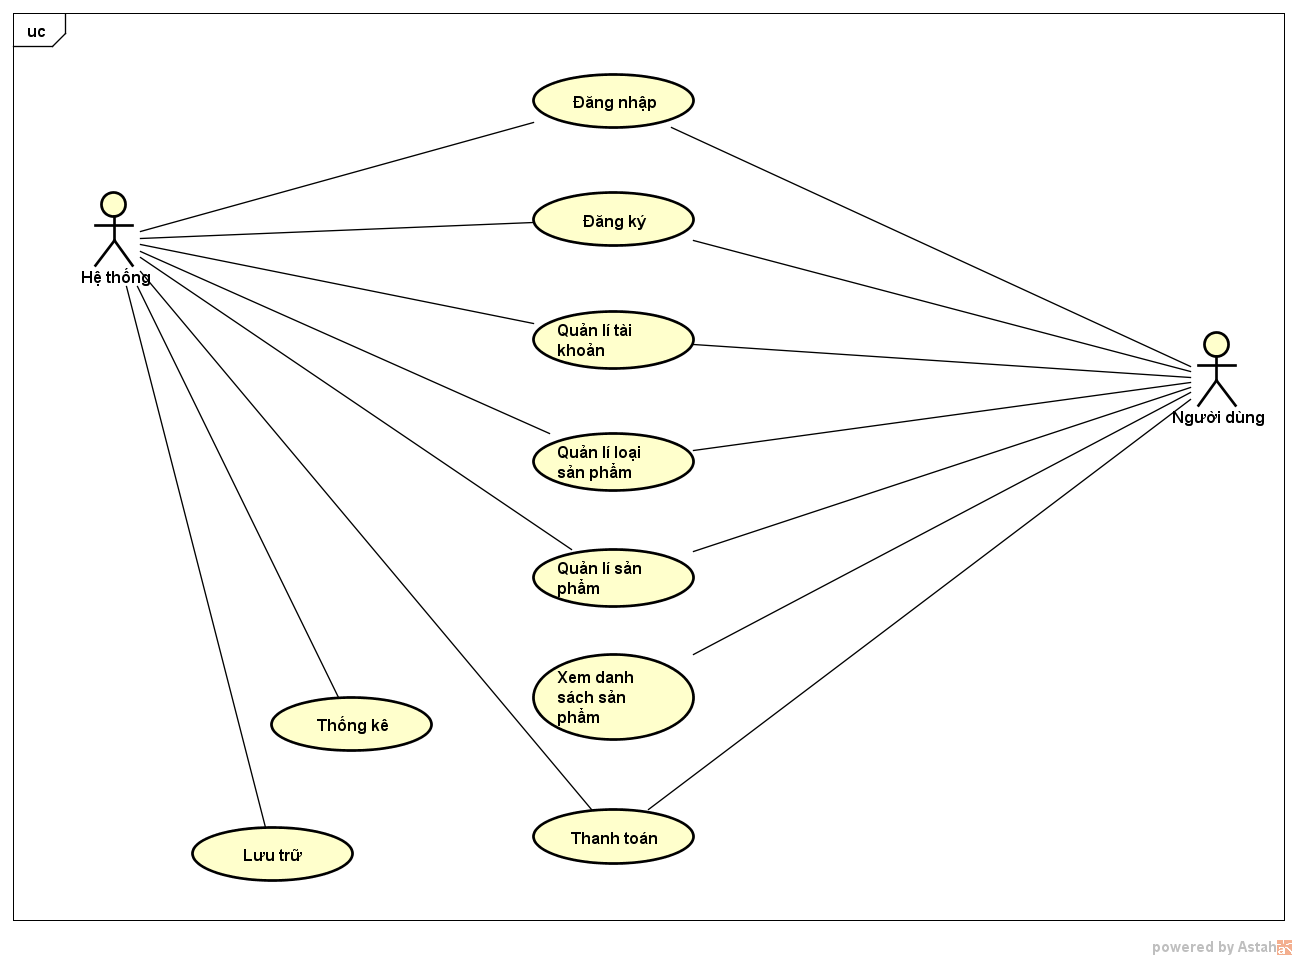 uc
Đăng nhập
Đăng ký
Hệ thống
Quản lí tài
khoản
Người dùng
Quản lí loại
sản phẩm
Quản lí sản
phẩm
Xem danh
sách sản
phẩm
Thống kê
Thanh toán
Lưu trữ
powered by Astah